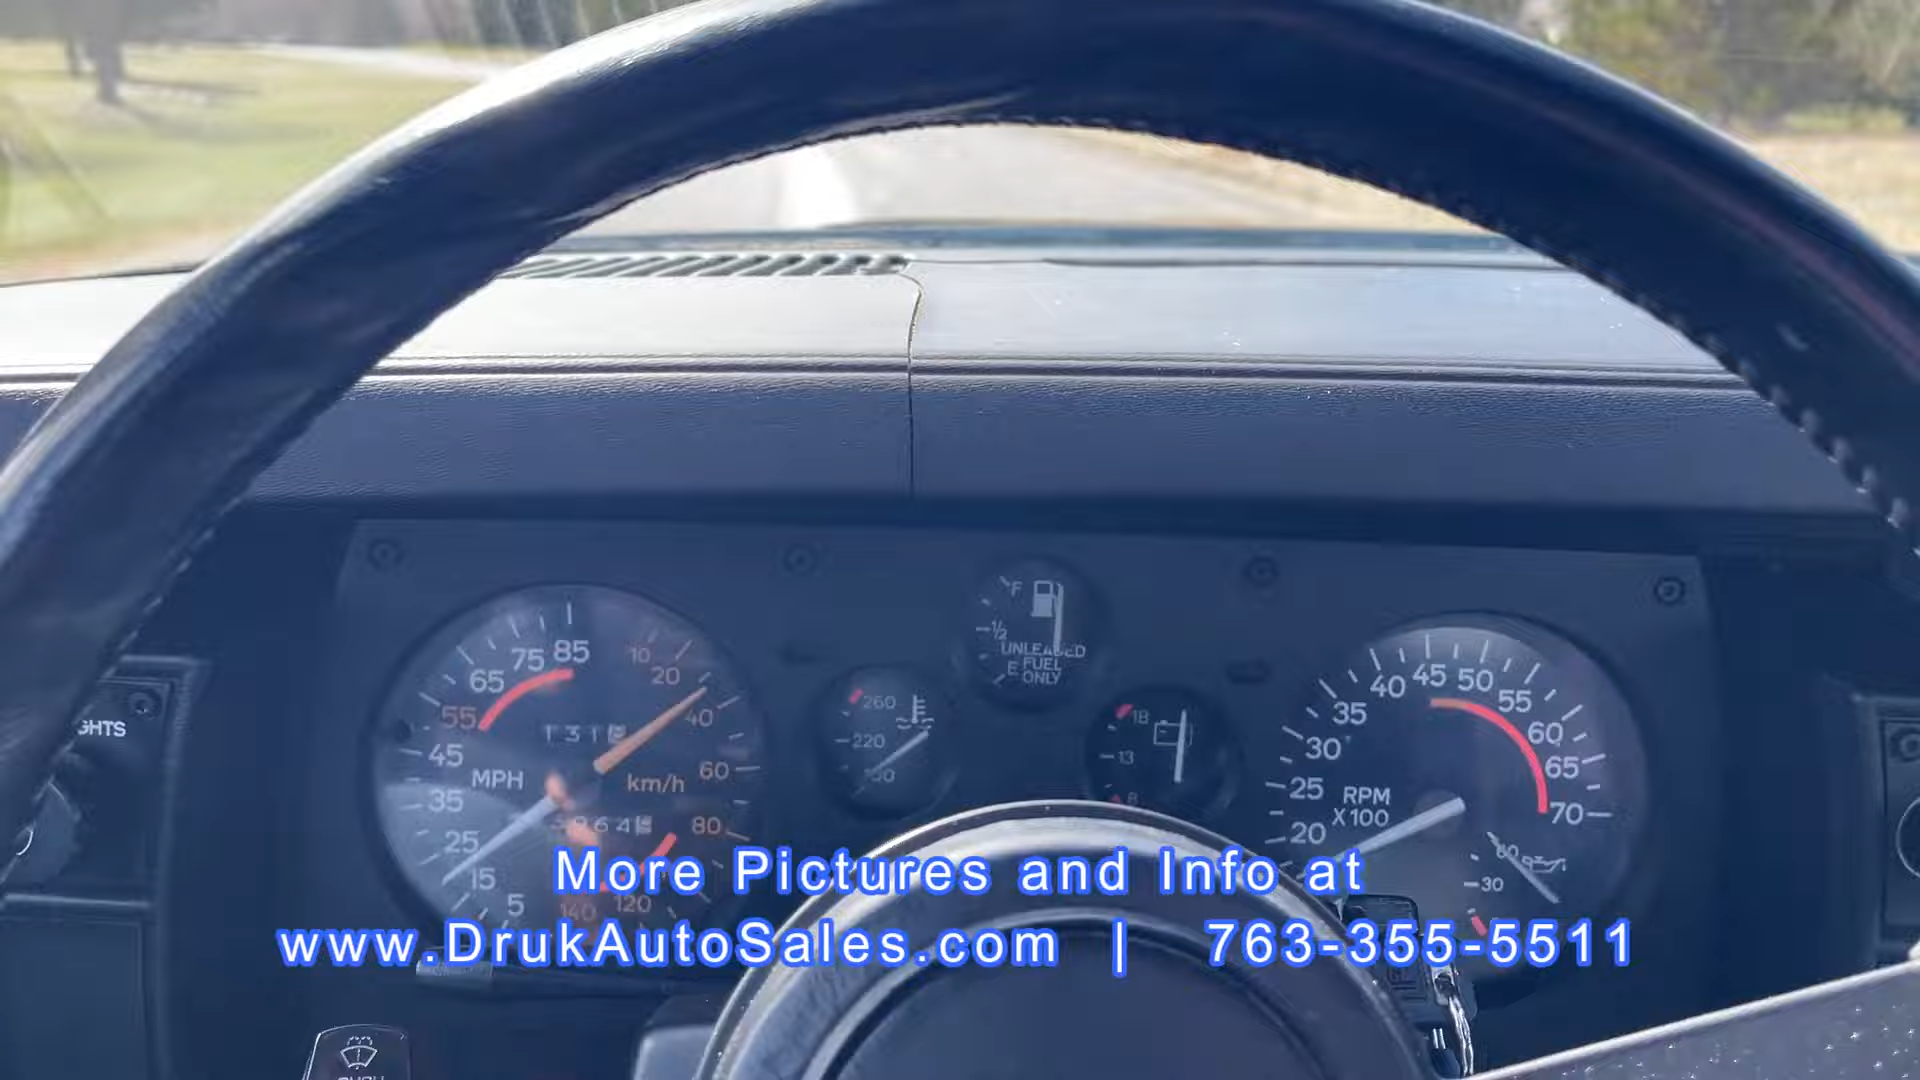 85
75
65
55
45
35
25
15
5
MPH
10
20
40
60
80
120
140
km/h
260
220
F
1/2
E
UNLEADED
FUEL
ONLY
18
13
8
45 50
40 55
35 60
30 65
25 70
20
RPM
X100
60
30
More Pictures and Info at
www.DrukAutoSales.com | 763-355-5511